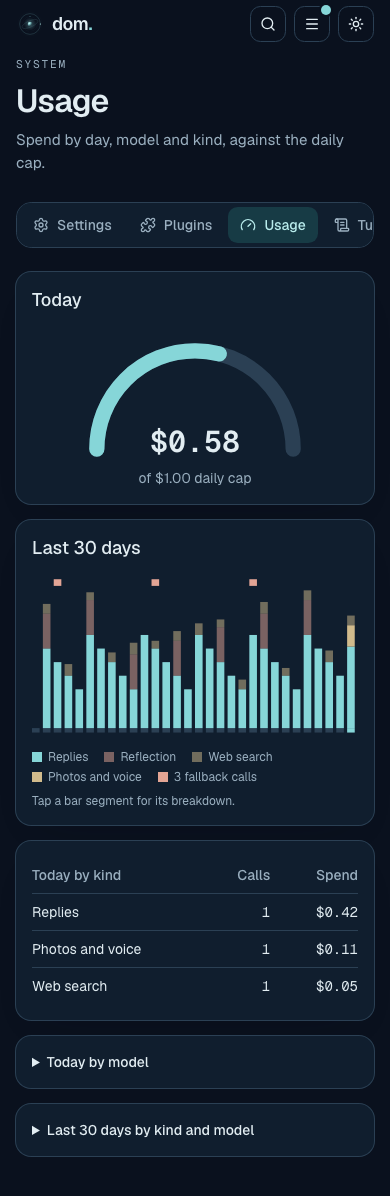 dom.
SYSTEM
Usage
Spend by day, model and kind, against the daily
cap.
Settings Plugins Usage Tu
Today
$0.58
of $1.00 daily cap
Last 30 days
Replies Reflection Web search
Photos and voice 3 fallback calls
Tap a bar segment for its breakdown.
Today by kind Calls Spend
Replies 1 $0.42
Photos and voice 1 $0.11
Web search 1 $0.05
Today by model
Last 30 days by kind and model